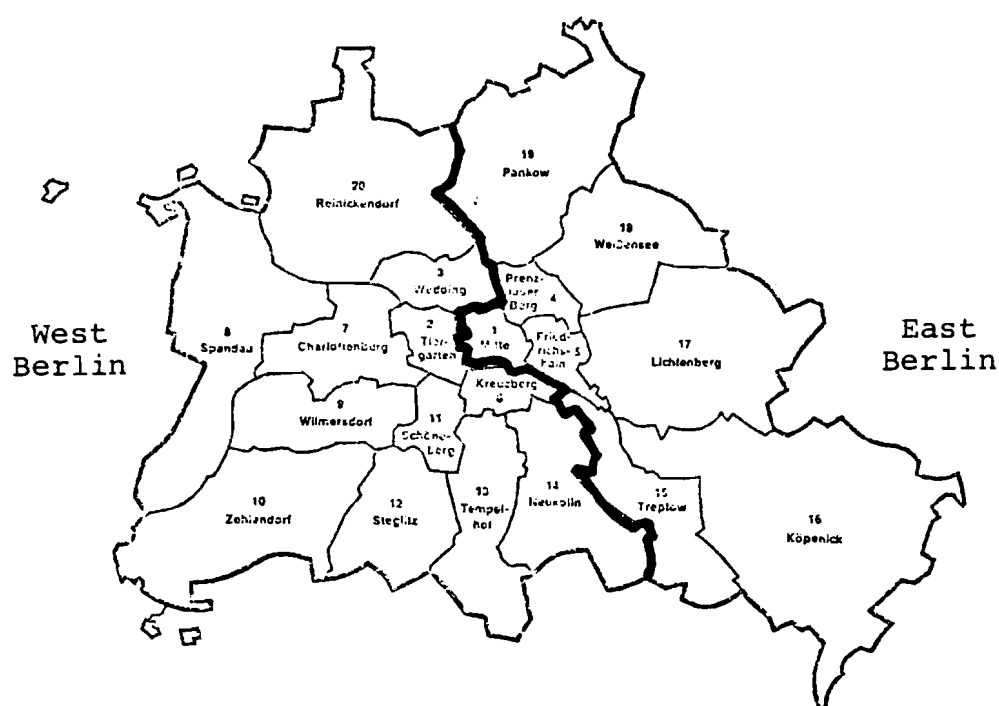 19
Pankow
20
Reinickendorf
19
Weißensee
3
Wedding
Prenz-
lauer
Berg 4
West
Berlin
8
Spandau
7
Charlottenburg
2
Tier-
garten
1
Mitte
Fried-
richs- 5
hain
17
Lichtenberg
East
Berlin
Kreuzberg
6
9
Wilmersdorf
11
Schöne-
berg
10
Zehlendorf
12
Steglitz
13
Tempel-
hof
14
Neukölln
15
Treptow
16
Köpenick